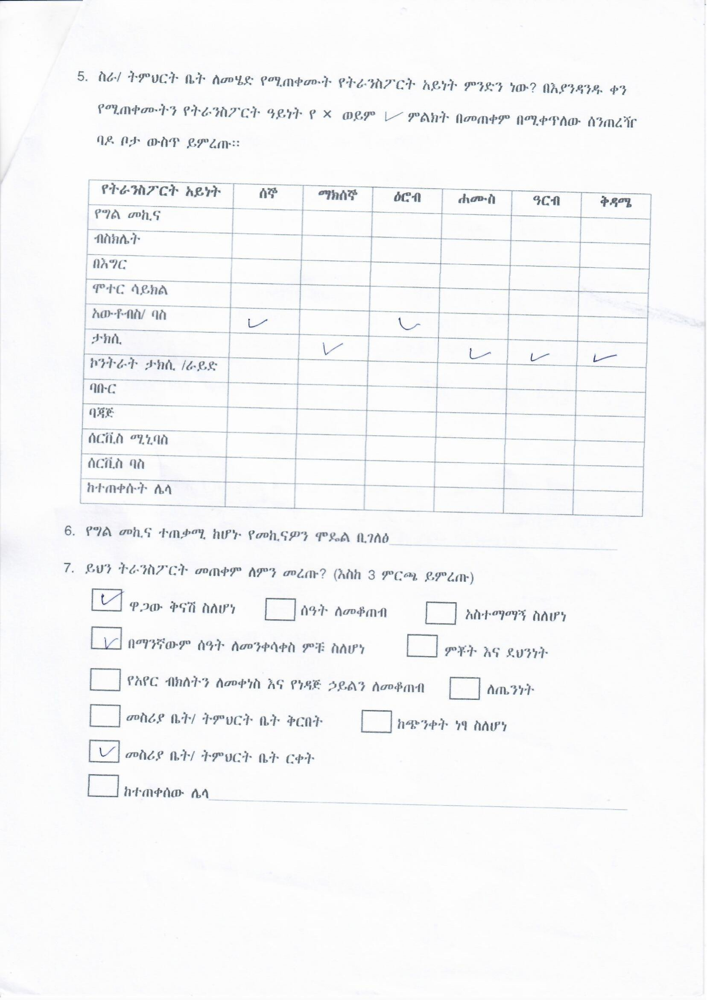 5. ስራ/ ትምህርት ቤት ለመሄድ የሚጠቀሙት የትራንስፖርት አይነት ምንድን ነው? በእያንዳንዱ ቀን
የሚጠቀሙትን የትራንስፖርት ዓይነት የ × ወይም ✓ ምልክት በመጠቀም በሚቀጥለው ሰንጠረዥ
ባዶ ቦታ ውስጥ ይምረጡ፡፡
የትራንስፖርት አይነት ሰኞ ማክሰኞ ዕሮብ ሐሙስ ዓርብ ቅዳሜ
የግል መኪና
ብስክሌት
በእግር
ሞተር ሳይክል
አውቶብስ/ ባስ ✓ ✓
ታክሲ ✓ ✓ ✓ ✓
ኮንትራት ታክሲ /ራይድ
ባቡር
ባጃጅ
ሰርቪስ ሚኒባስ
ሰርቪስ ባስ
ከተጠቀሱት ሌላ
6. የግል መኪና ተጠቃሚ ከሆኑ የመኪናዎን ሞዴል ቢገለፅ
7. ይህን ትራንስፖርት መጠቀም ለምን መረጡ? (እስከ 3 ምርጫ ይምረጡ)
✓ ዋጋው ቅናሽ ስለሆነ ሰዓት ለመቆጠብ አስተማማኝ ስለሆነ
✓ በማንኛውም ሰዓት ለመንቀሳቀስ ምቹ ስለሆነ ምቾት እና ደህንነት
የአየር ብክለትን ለመቀነስ እና የነዳጅ ኃይልን ለመቆጠብ ለጤንነት
መስሪያ ቤት/ ትምህርት ቤት ቅርበት ከጭንቀት ነፃ ስለሆነ
✓ መስሪያ ቤት/ ትምህርት ቤት ርቀት
ከተጠቀሰው ሌላ